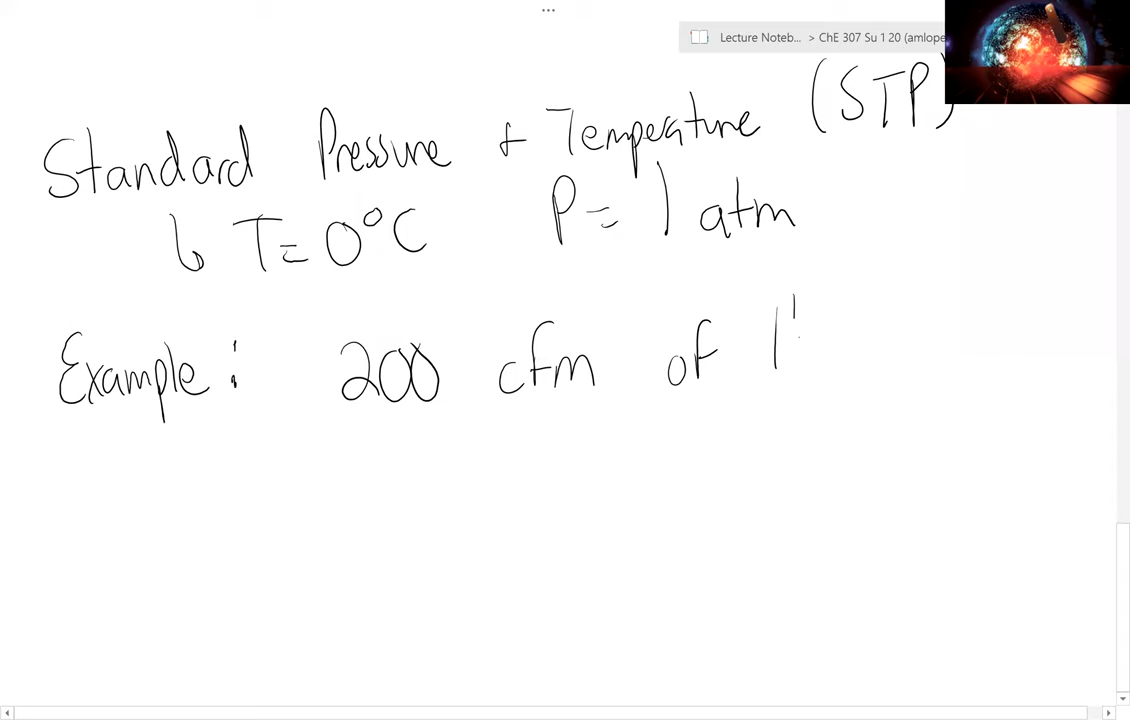 ...
Lecture Noteb... > ChE 307 Su 1 20 (amlope
Standard Pressure + Temperature (STP)
↳ T = 0°C P = 1 atm
Example: 200 cfm of